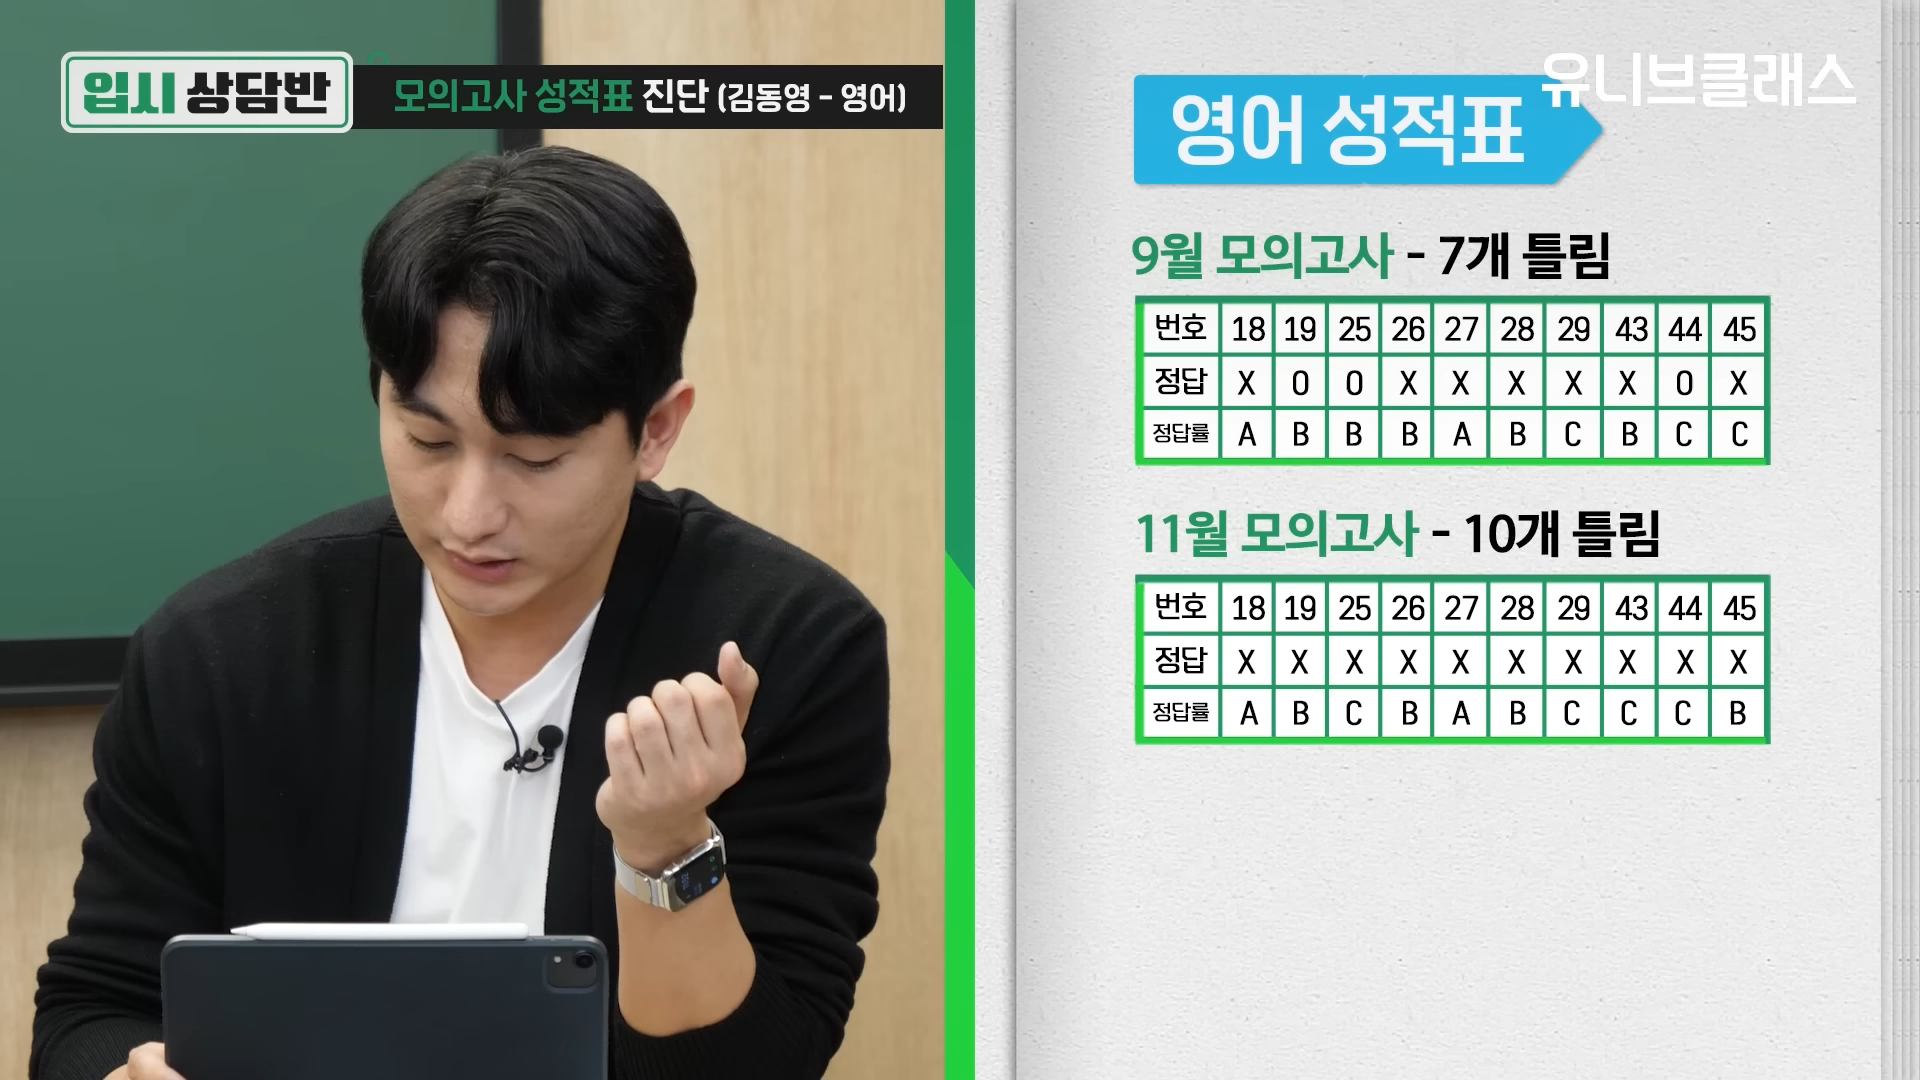 입시 상담반
모의고사 성적표 진단 (김동영 - 영어)
유니브클래스
영어 성적표
9월 모의고사 - 7개 틀림
번호 18 19 25 26 27 28 29 43 44 45
정답 X O O X X X X X O X
정답률 A B B B A B C B C C
11월 모의고사 - 10개 틀림
번호 18 19 25 26 27 28 29 43 44 45
정답 X X X X X X X X X X
정답률 A B C B A B C C C B